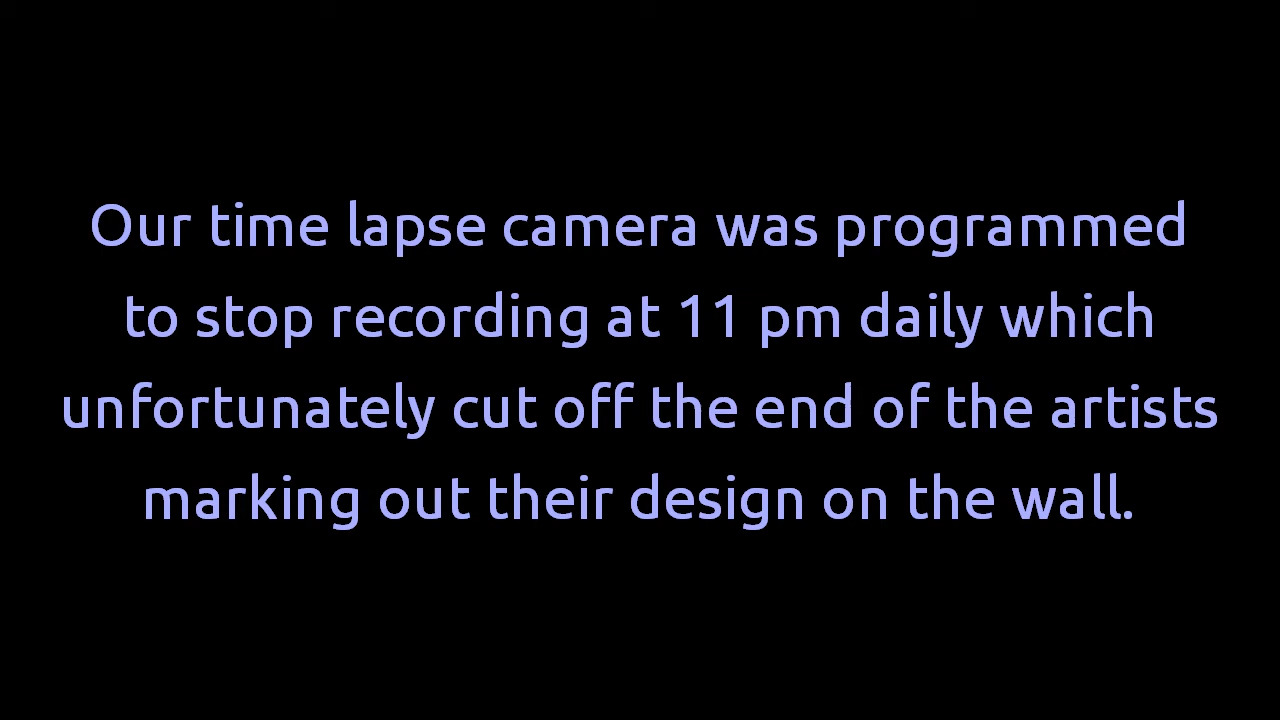 Our time lapse camera was programmed
to stop recording at 11 pm daily which
unfortunately cut off the end of the artists
marking out their design on the wall.